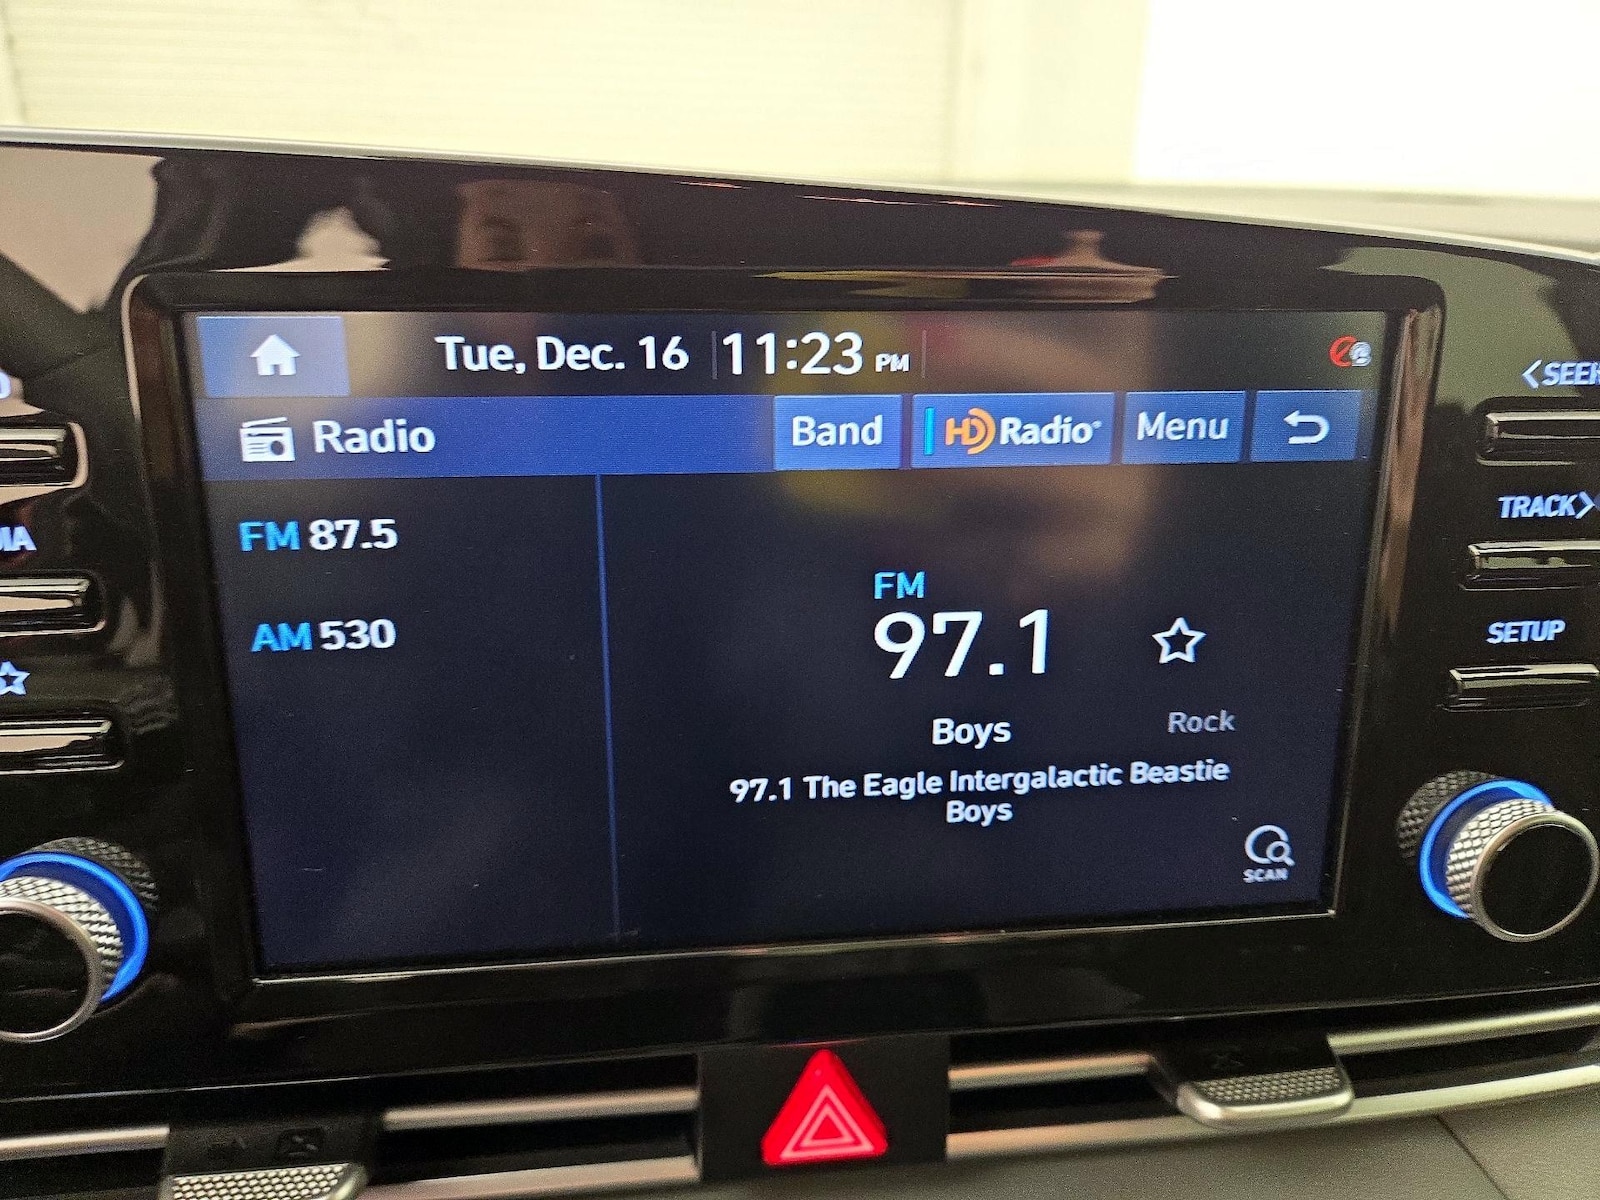 Tue, Dec. 16 11:23 PM
Radio Band HD Radio Menu
FM 87.5
AM 530
FM
97.1
Boys
Rock
97.1 The Eagle Intergalactic Beastie
Boys
SCAN
TRACK
SETUP